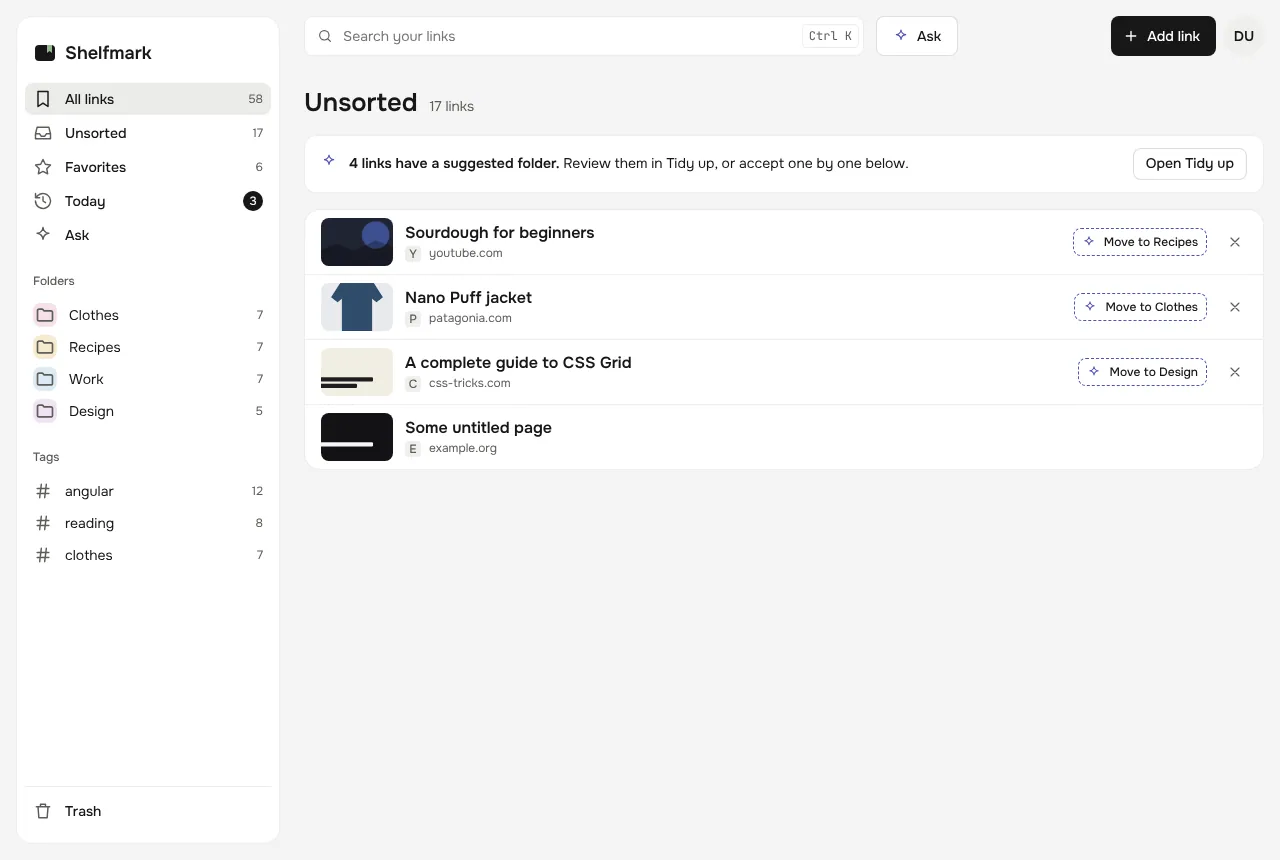 Shelfmark
All links 58
Unsorted 17
Favorites 6
Today 3
Ask
Folders
Clothes 7
Recipes 7
Work 7
Design 5
Tags
angular 12
reading 8
clothes 7
Trash
Search your links Ctrl K
Ask
Add link
DU
Unsorted 17 links
4 links have a suggested folder. Review them in Tidy up, or accept one by one below.
Open Tidy up
Sourdough for beginners
Y youtube.com
Move to Recipes
Nano Puff jacket
P patagonia.com
Move to Clothes
A complete guide to CSS Grid
C css-tricks.com
Move to Design
Some untitled page
E example.org